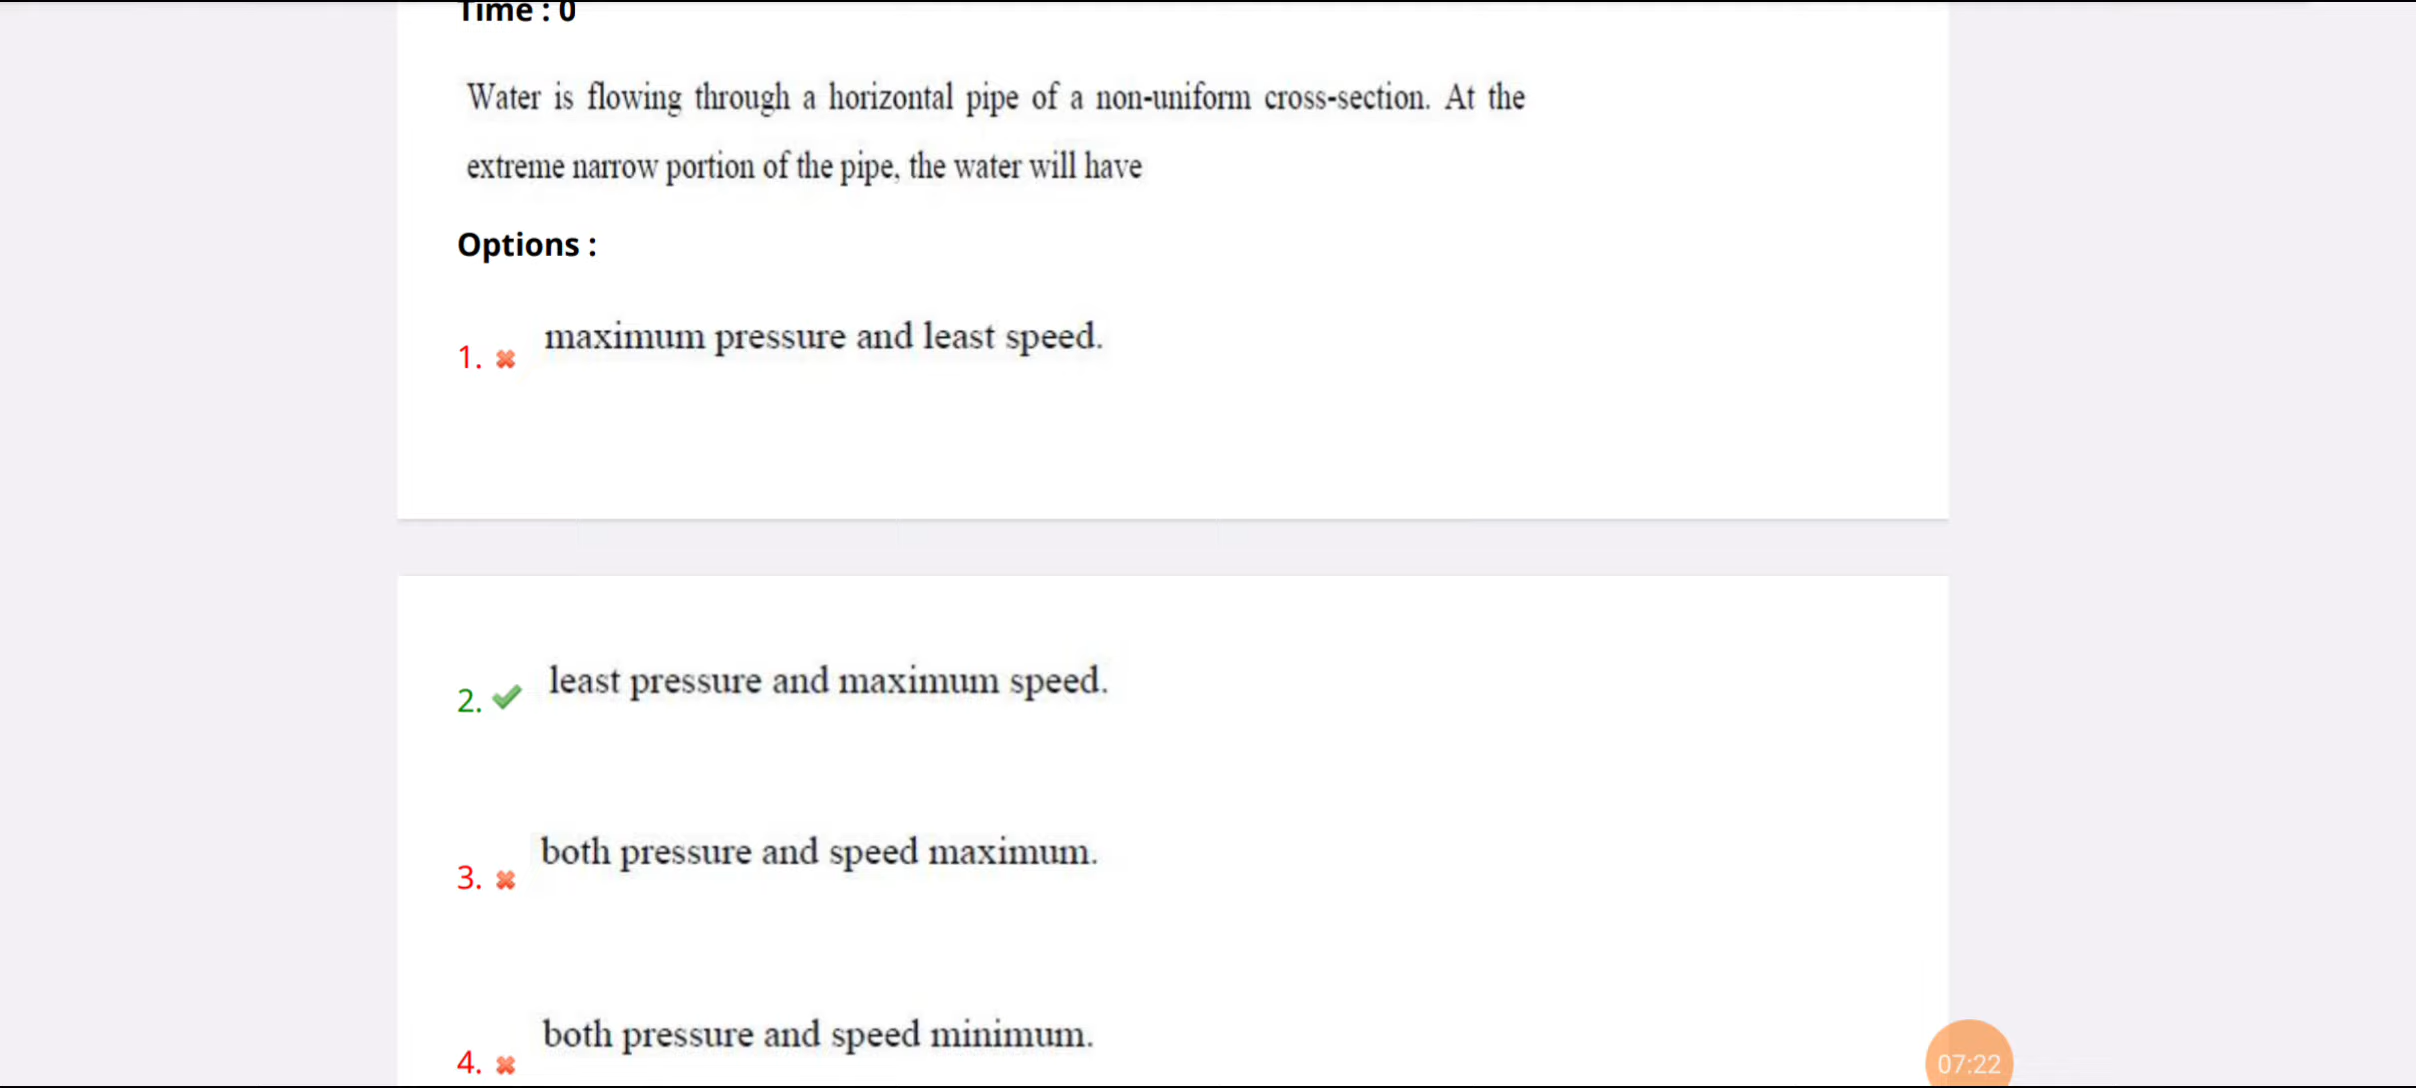 Time : 0
Water is flowing through a horizontal pipe of a non-uniform cross-section. At the
extreme narrow portion of the pipe, the water will have
Options :
1. maximum pressure and least speed.
2. least pressure and maximum speed.
3. both pressure and speed maximum.
4. both pressure and speed minimum.
07:22